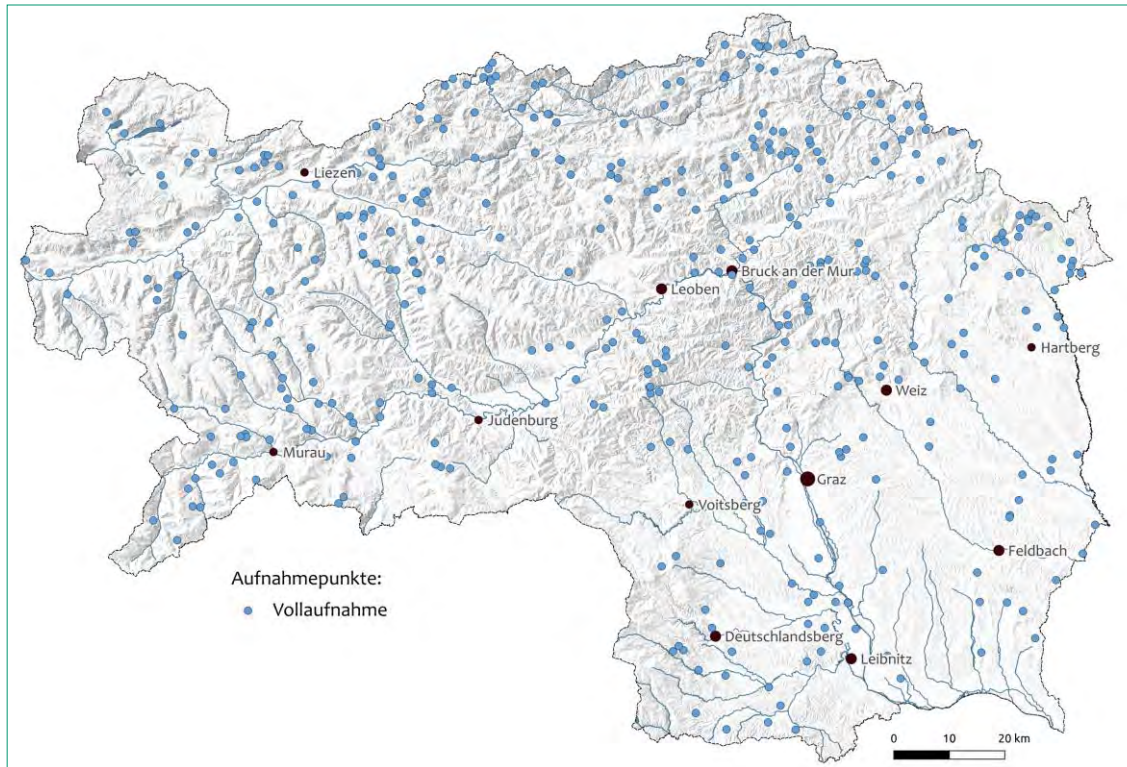 Liezen
Bruck an der Mur
Leoben
Hartberg
Weiz
Judenburg
Murau
Graz
Voitsberg
Feldbach
Aufnahmepunkte:
Vollaufnahme
Deutschlandsberg
Leibnitz
0 10 20 km